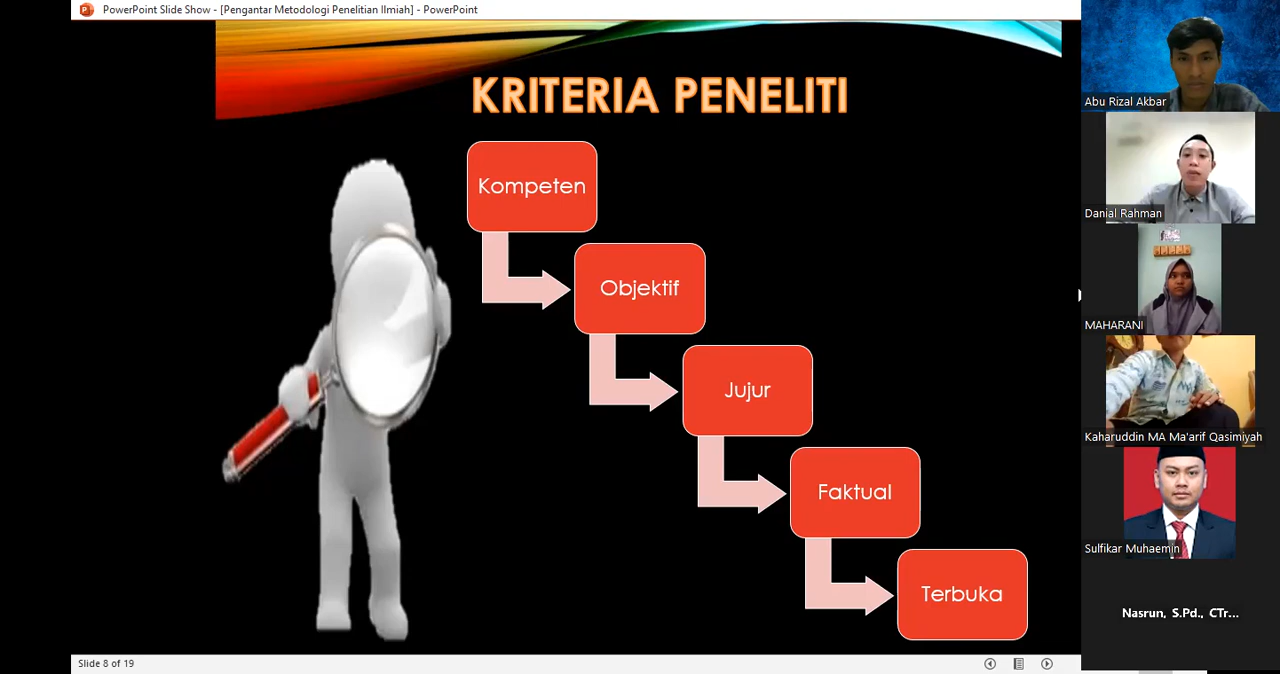 PowerPoint Slide Show - [Pengantar Metodologi Penelitian Ilmiah] - PowerPoint
KRITERIA PENELITI
Kompeten
Objektif
Jujur
Faktual
Terbuka
Slide 8 of 19
Abu Rizal Akbar
Danial Rahman
MAHARANI
Kaharuddin MA Ma'arif Qasimiyah
Sulfikar Muhaemin
Nasrun, S.Pd., CTr...